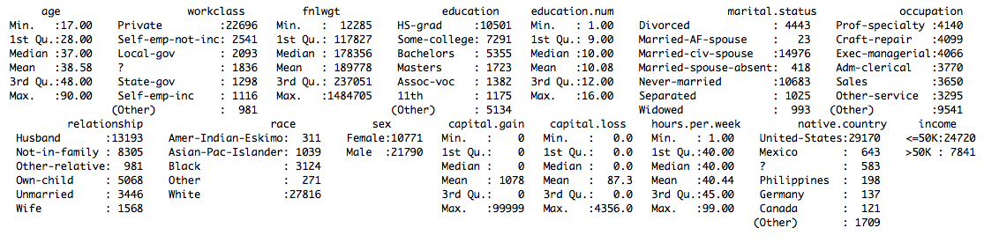 age workclass fnlwgt education education.num marital.status occupation
Min. :17.00 Private :22696 Min. : 12285 HS-grad :10501 Min. : 1.00 Divorced : 4443 Prof-specialty :4140
1st Qu.:28.00 Self-emp-not-inc: 2541 1st Qu.: 117827 Some-college: 7291 1st Qu.: 9.00 Married-AF-spouse : 23 Craft-repair :4099
Median :37.00 Local-gov : 2093 Median : 178356 Bachelors : 5355 Median :10.00 Married-civ-spouse :14976 Exec-managerial:4066
Mean :38.58 ? : 1836 Mean : 189778 Masters : 1723 Mean :10.08 Married-spouse-absent: 418 Adm-clerical :3770
3rd Qu.:48.00 State-gov : 1298 3rd Qu.: 237051 Assoc-voc : 1382 3rd Qu.:12.00 Never-married :10683 Sales :3650
Max. :90.00 Self-emp-inc : 1116 Max. :1484705 11th : 1175 Max. :16.00 Separated : 1025 Other-service :3295
(Other) : 981 (Other) : 5134 Widowed : 993 (Other) :9541
relationship race sex capital.gain capital.loss hours.per.week native.country income
Husband :13193 Amer-Indian-Eskimo: 311 Female:10771 Min. : 0 Min. : 0.0 Min. : 1.00 United-States:29170 <=50K:24720
Not-in-family : 8305 Asian-Pac-Islander: 1039 Male :21790 1st Qu.: 0 1st Qu.: 0.0 1st Qu.:40.00 Mexico : 643 >50K : 7841
Other-relative: 981 Black : 3124 Median : 0 Median : 0.0 Median :40.00 ? : 583
Own-child : 5068 Other : 271 Mean : 1078 Mean : 87.3 Mean :40.44 Philippines : 198
Unmarried : 3446 White :27816 3rd Qu.: 0 3rd Qu.: 0.0 3rd Qu.:45.00 Germany : 137
Wife : 1568 Max. :99999 Max. :4356.0 Max. :99.00 Canada : 121
(Other) : 1709